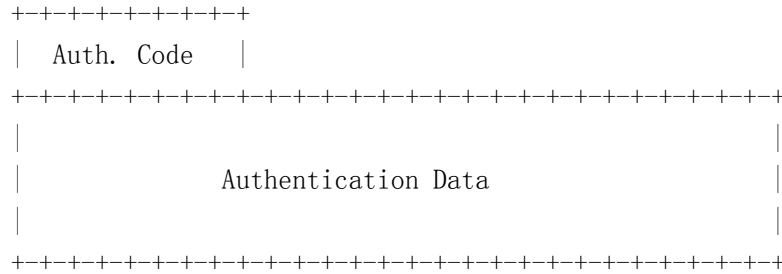 +-+-+-+-+-+-+-+-+
|  Auth. Code   |
+-+-+-+-+-+-+-+-+-+-+-+-+-+-+-+-+-+-+-+-+-+-+-+-+-+-+-+-+
|                                                       |
|              Authentication Data                      |
|                                                       |
+-+-+-+-+-+-+-+-+-+-+-+-+-+-+-+-+-+-+-+-+-+-+-+-+-+-+-+-+